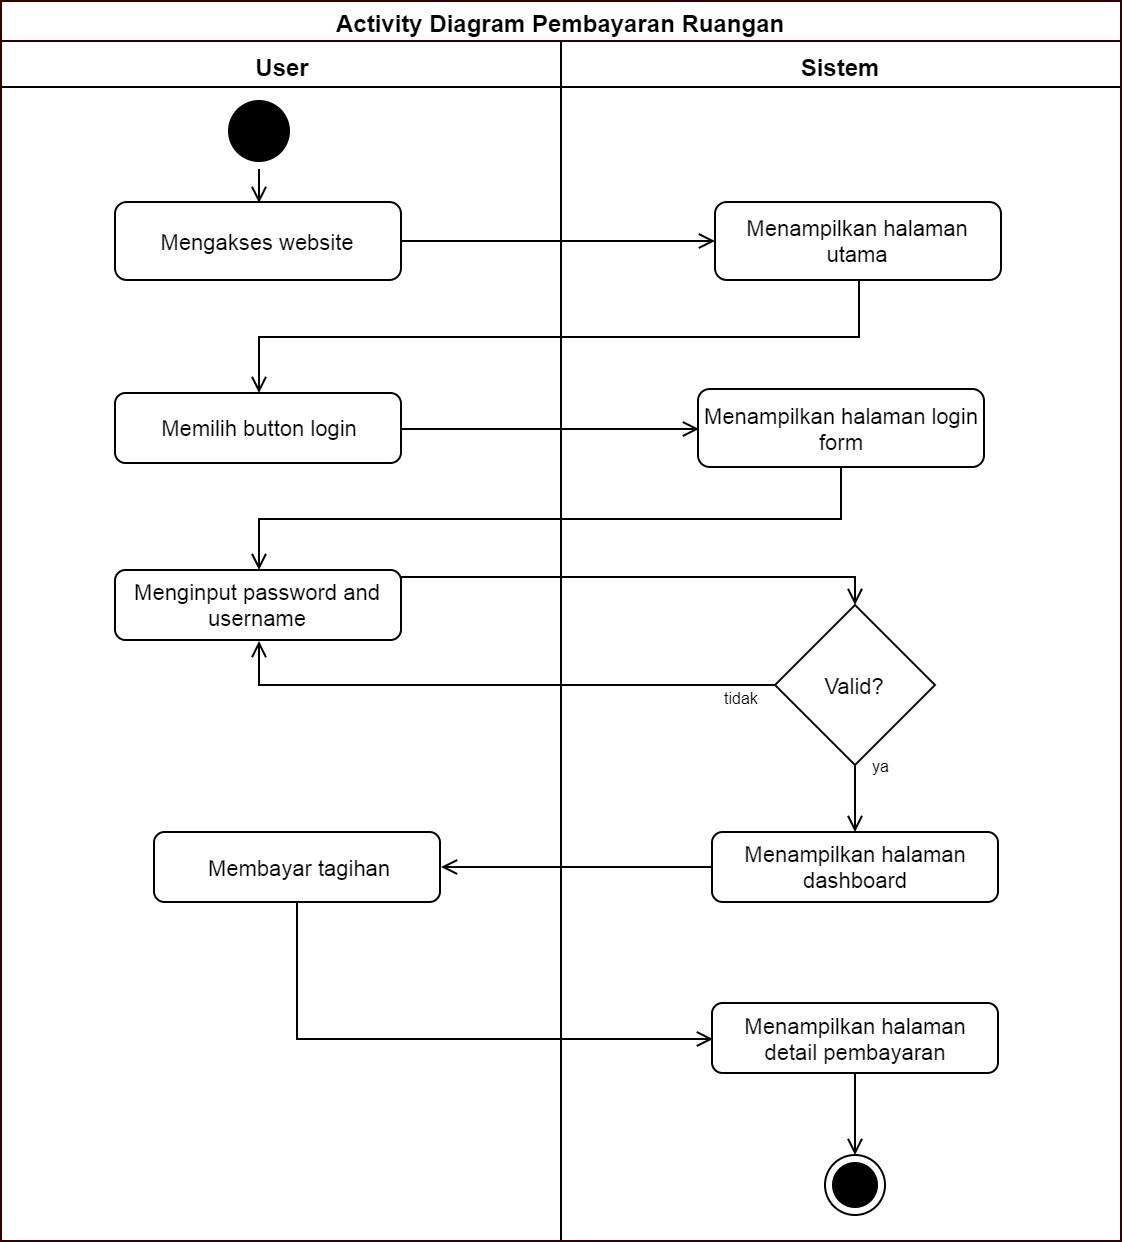 Activity Diagram Pembayaran Ruangan
User
Sistem
Mengakses website
Menampilkan halaman
utama
Memilih button login
Menampilkan halaman login
form
Menginput password and
username
Valid?
tidak
ya
Membayar tagihan
Menampilkan halaman
dashboard
Menampilkan halaman
detail pembayaran